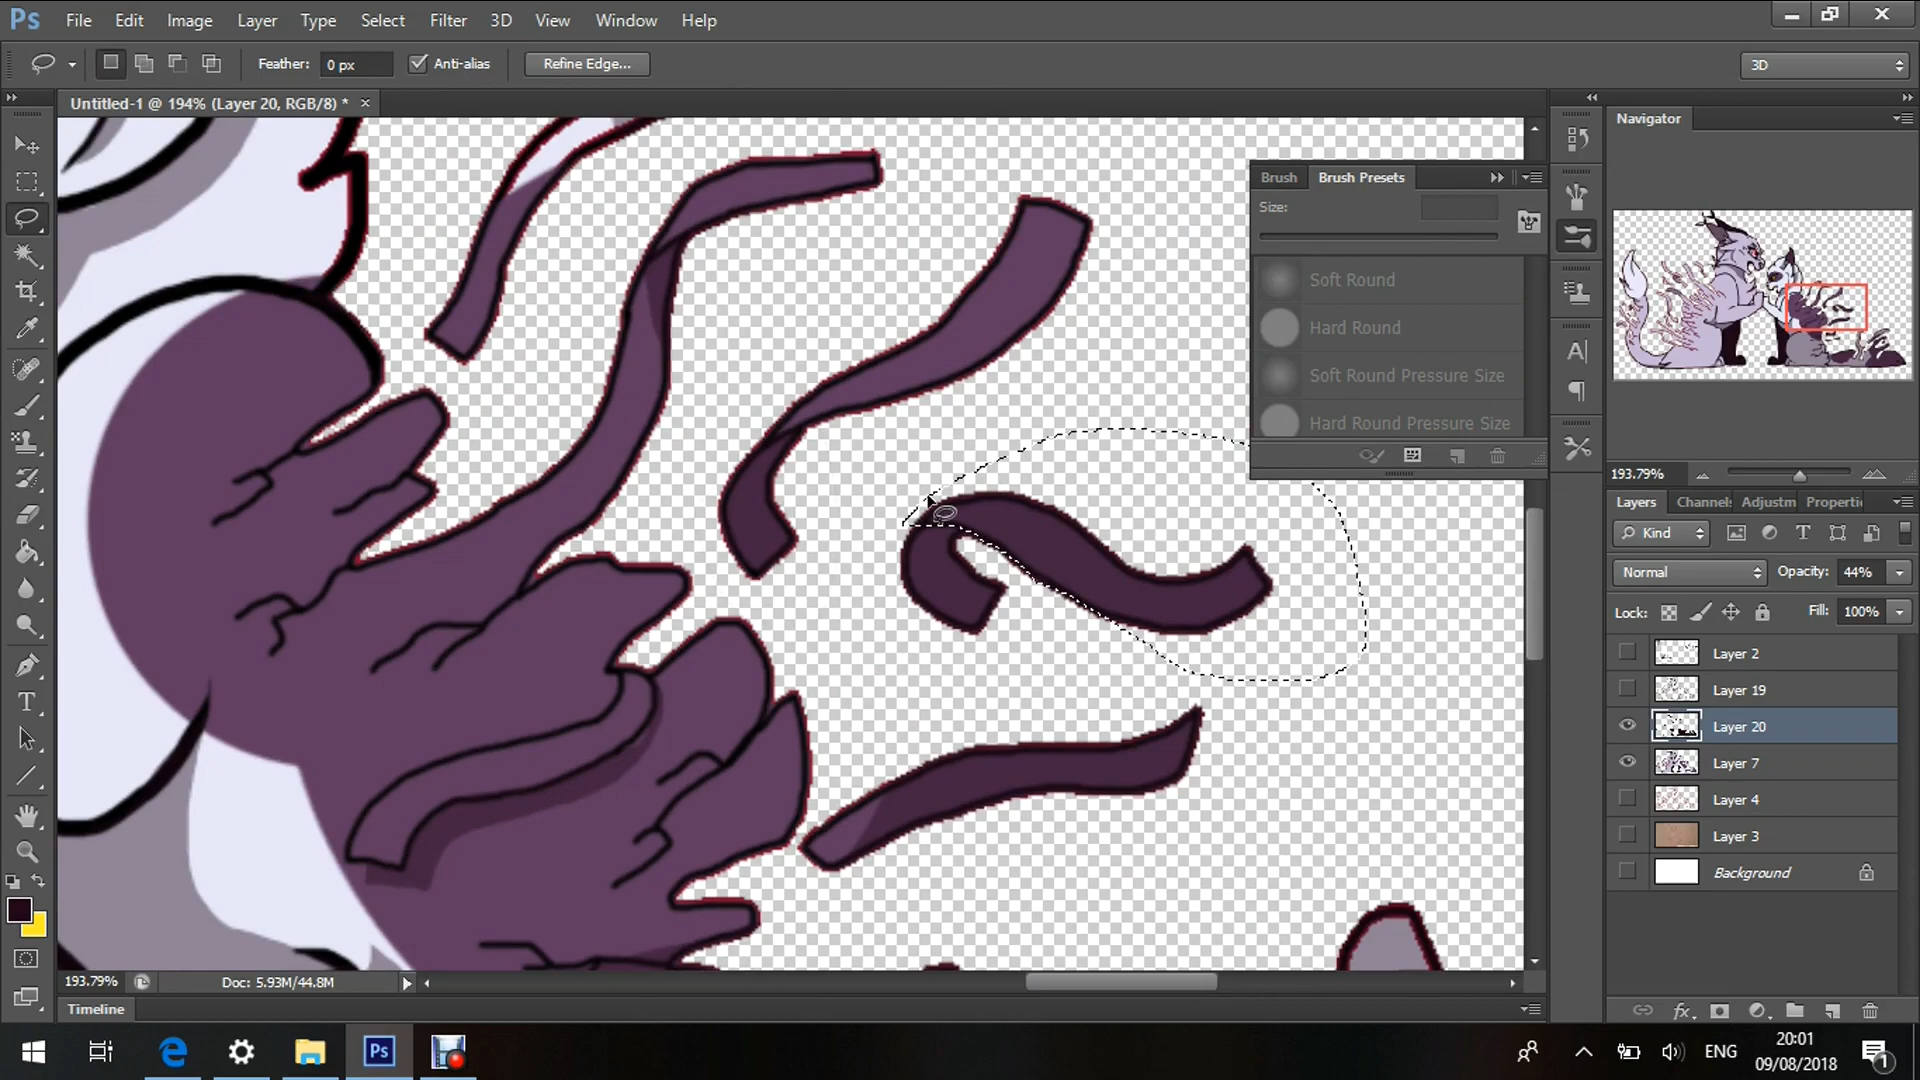 Ps File Edit Image Layer Type Select Filter 3D View Window Help
Feather: 0 px Anti-alias Refine Edge... 3D
Untitled-1 @ 194% (Layer 20, RGB/8) *
Navigator
Brush Brush Presets
Size:
Soft Round
Hard Round
Soft Round Pressure Size
Hard Round Pressure Size
193.79%
Layers Channel Adjustm Properti
Kind
Normal Opacity: 44%
Lock: Fill: 100%
Layer 2
Layer 19
Layer 20
Layer 7
Layer 4
Layer 3
Background
193.79% Doc: 5.93M/44.8M
Timeline
fx
Ps ENG 20:01
09/08/2018
1